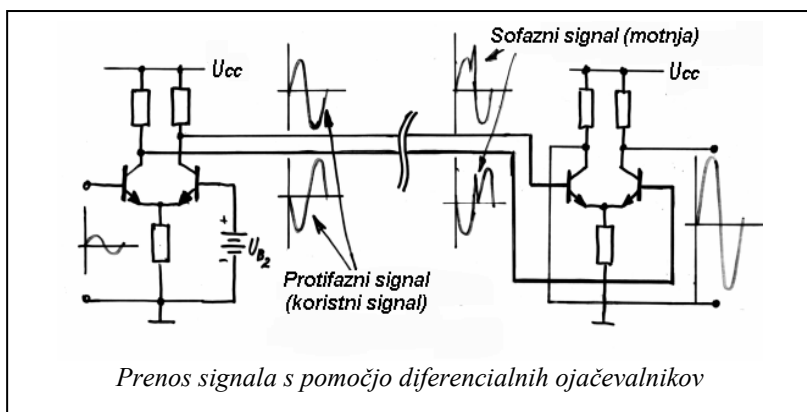 Sofazni signal (motnja)
Ucc
Ucc
+
UB2
-
Protifazni signal
(koristni signal)
Prenos signala s pomočjo diferencialnih ojačevalnikov